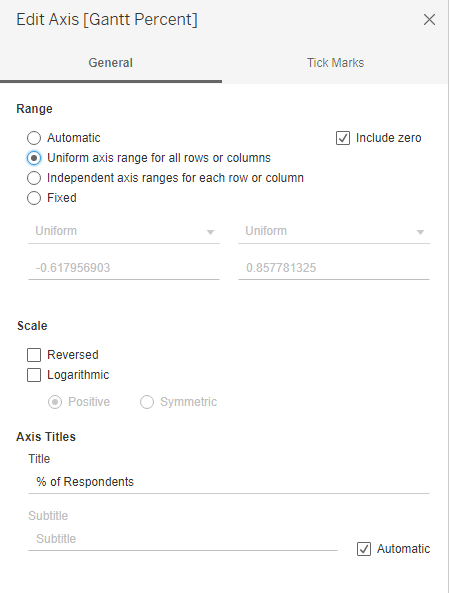 Edit Axis [Gantt Percent]
General
Tick Marks
Range
Automatic
Include zero
Uniform axis range for all rows or columns
Independent axis ranges for each row or column
Fixed
Uniform
Uniform
-0.617956903
0.857781325
Scale
Reversed
Logarithmic
Positive
Symmetric
Axis Titles
Title
% of Respondents
Subtitle
Subtitle
Automatic